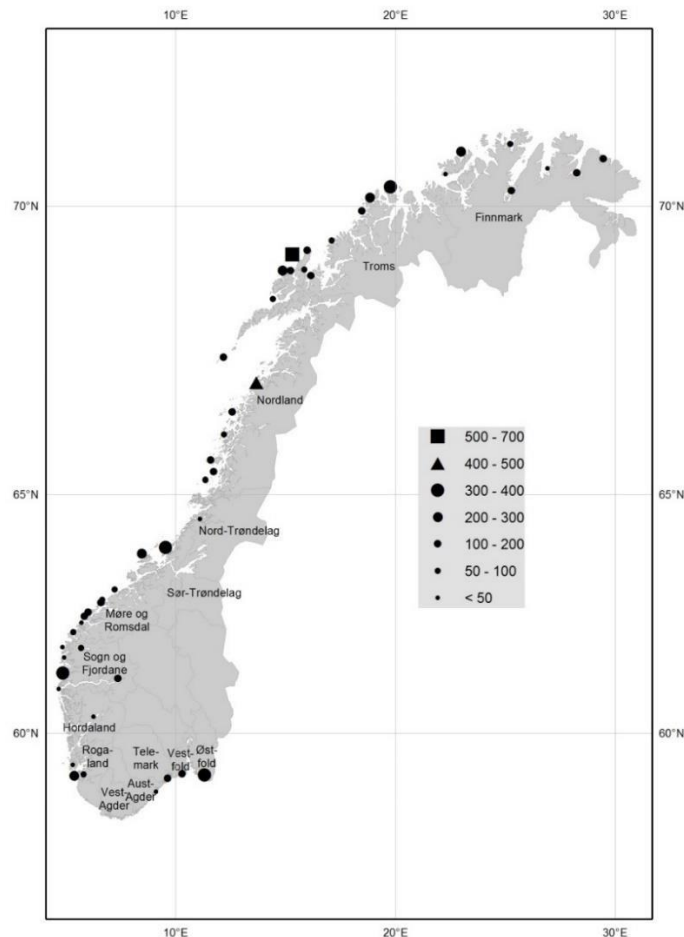 10°E 20°E 30°E
70°N 70°N
Finnmark
Troms
Nordland
500 - 700
400 - 500
300 - 400
200 - 300
100 - 200
50 - 100
< 50
65°N 65°N
Nord-Trøndelag
Sør-Trøndelag
Møre og
Romsdal
Sogn og
Fjordane
Hordaland
60°N 60°N
Roga-
land
Tele-
mark
Vest-
fold
Øst-
fold
Aust-
Agder
Vest-
Agder
10°E 20°E 30°E